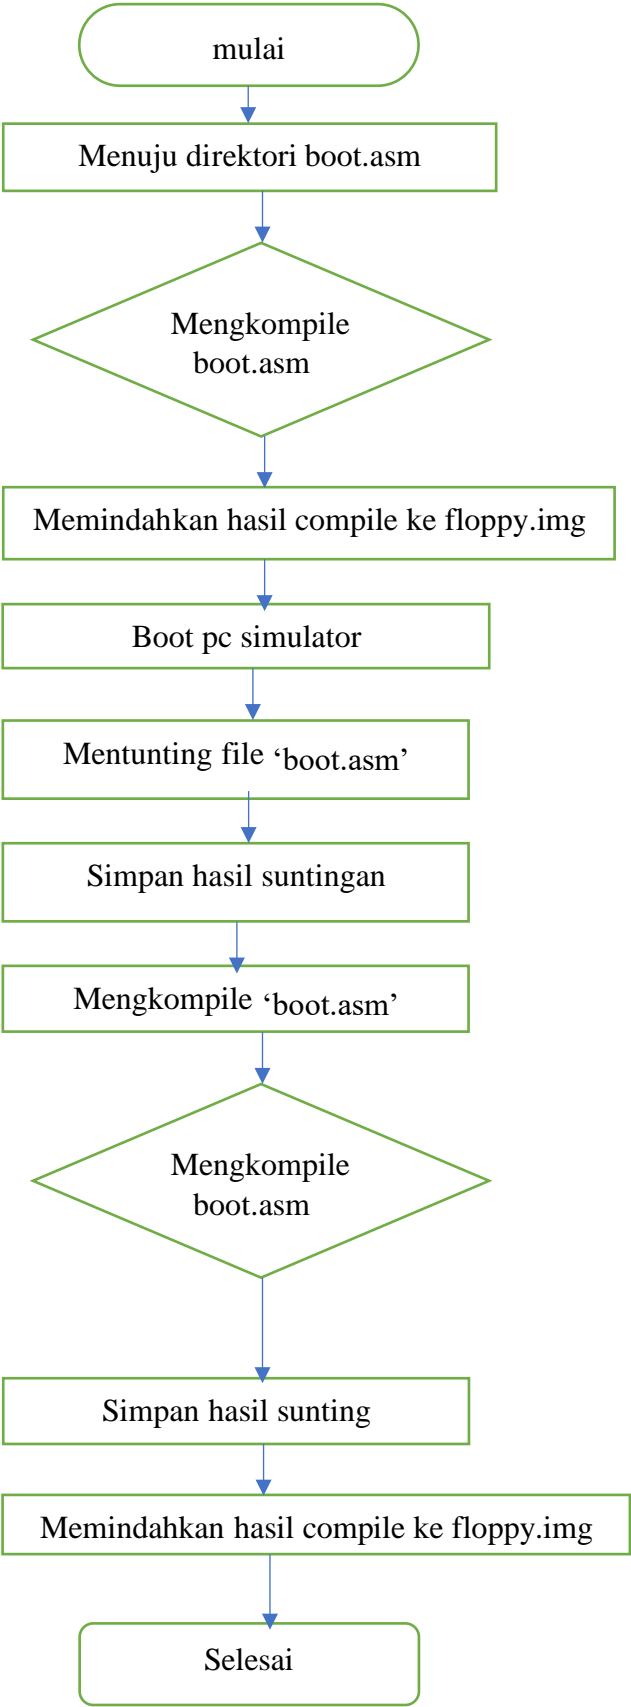 mulai
Menuju direktori boot.asm
Mengkompile
boot.asm
Memindahkan hasil compile ke floppy.img
Boot pc simulator
Mentunting file ‘boot.asm’
Simpan hasil suntingan
Mengkompile ‘boot.asm’
Mengkompile
boot.asm
Simpan hasil sunting
Memindahkan hasil compile ke floppy.img
Selesai